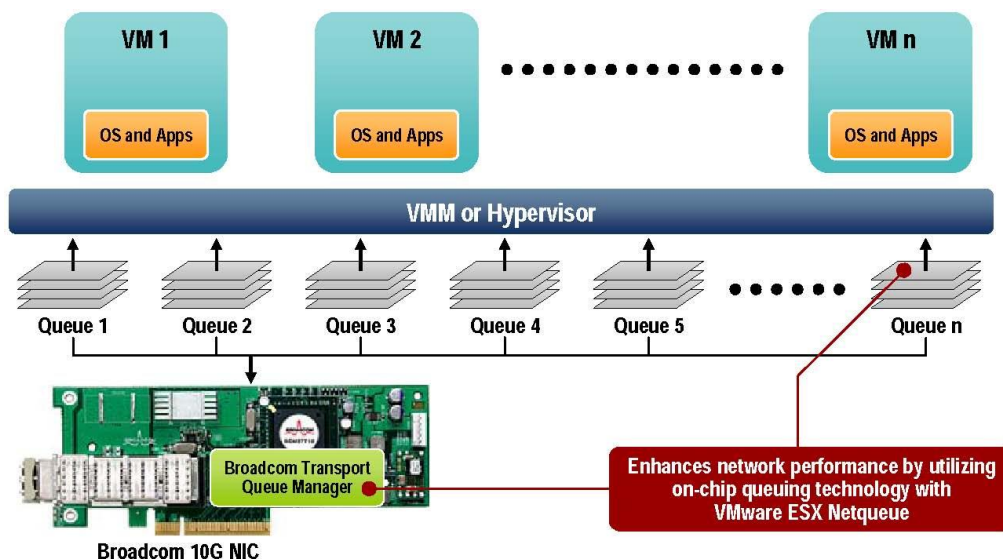 VM 1
VM 2
VM n
OS and Apps
OS and Apps
OS and Apps
VMM or Hypervisor
Queue 1
Queue 2
Queue 3
Queue 4
Queue 5
Queue n
BROADCOM
Broadcom Transport
Queue Manager
Enhances network performance by utilizing
on-chip queuing technology with
VMware ESX Netqueue
Broadcom 10G NIC